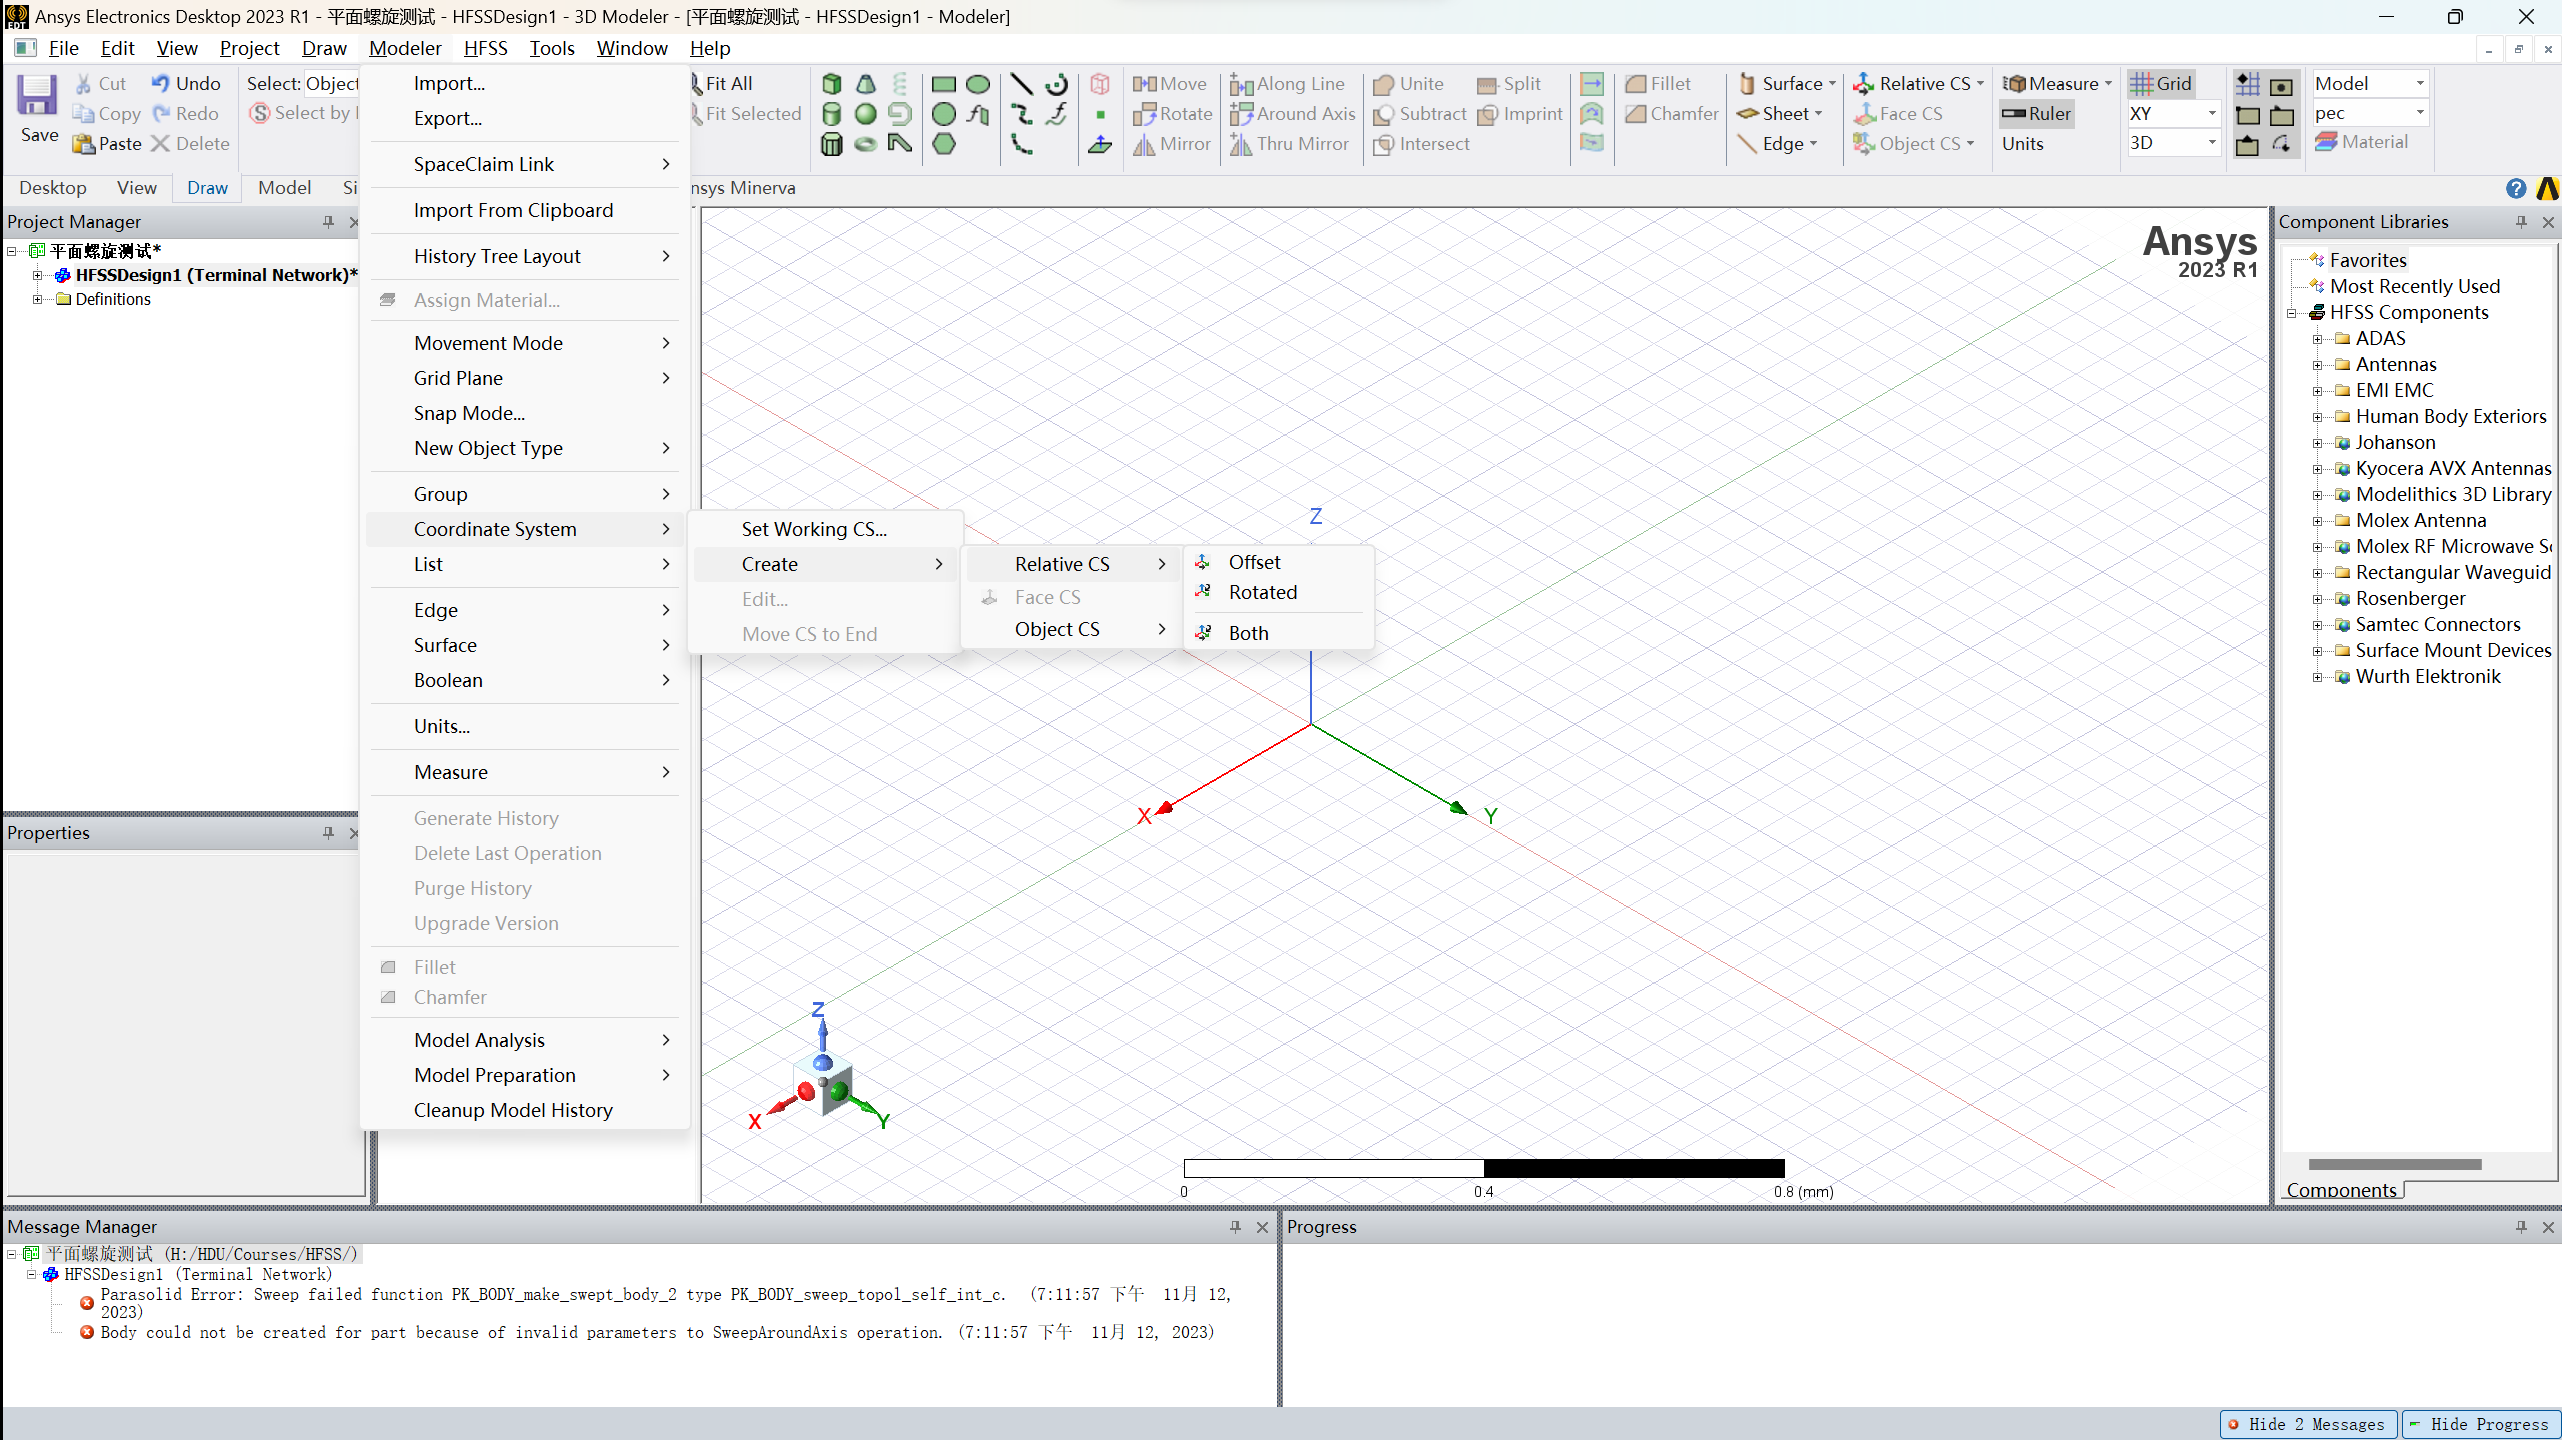 Ansys Electronics Desktop 2023 R1 - 平面螺旋测试 - HFSSDesign1 - 3D Modeler - [平面螺旋测试 - HFSSDesign1 - Modeler]
File Edit View Project Draw Modeler HFSS Tools Window Help
Save
Cut
Copy
Paste
Undo
Redo
Delete
Select: Object
Select by
Fit All
Fit Selected
Move
Rotate
Mirror
Along Line
Around Axis
Thru Mirror
Unite
Subtract
Intersect
Split
Imprint
Fillet
Chamfer
Surface
Sheet
Edge
Relative CS
Face CS
Object CS
Measure
Ruler
Units
Grid
XY
3D
Model
pec
Material
Desktop View Draw Model Si nsys Minerva
Project Manager
平面螺旋测试*
HFSSDesign1 (Terminal Network)*
Definitions
Properties
Import...
Export...
SpaceClaim Link
Import From Clipboard
History Tree Layout
Assign Material...
Movement Mode
Grid Plane
Snap Mode...
New Object Type
Group
Coordinate System
List
Edge
Surface
Boolean
Units...
Measure
Generate History
Delete Last Operation
Purge History
Upgrade Version
Fillet
Chamfer
Model Analysis
Model Preparation
Cleanup Model History
Set Working CS...
Create
Edit...
Move CS to End
Relative CS
Face CS
Object CS
Offset
Rotated
Both
Ansys
2023 R1
Z
X
Y
Z
X
Y
0 0.4 0.8 (mm)
Component Libraries
Favorites
Most Recently Used
HFSS Components
ADAS
Antennas
EMI EMC
Human Body Exteriors
Johanson
Kyocera AVX Antennas
Modelithics 3D Library
Molex Antenna
Molex RF Microwave S
Rectangular Waveguid
Rosenberger
Samtec Connectors
Surface Mount Devices
Wurth Elektronik
Components
Message Manager
平面螺旋测试 (H:/HDU/Courses/HFSS/)
HFSSDesign1 (Terminal Network)
Parasolid Error: Sweep failed function PK_BODY_make_swept_body_2 type PK_BODY_sweep_topol_self_int_c. (7:11:57 下午 11月 12,
2023)
Body could not be created for part because of invalid parameters to SweepAroundAxis operation. (7:11:57 下午 11月 12, 2023)
Progress
Hide 2 Messages
Hide Progress